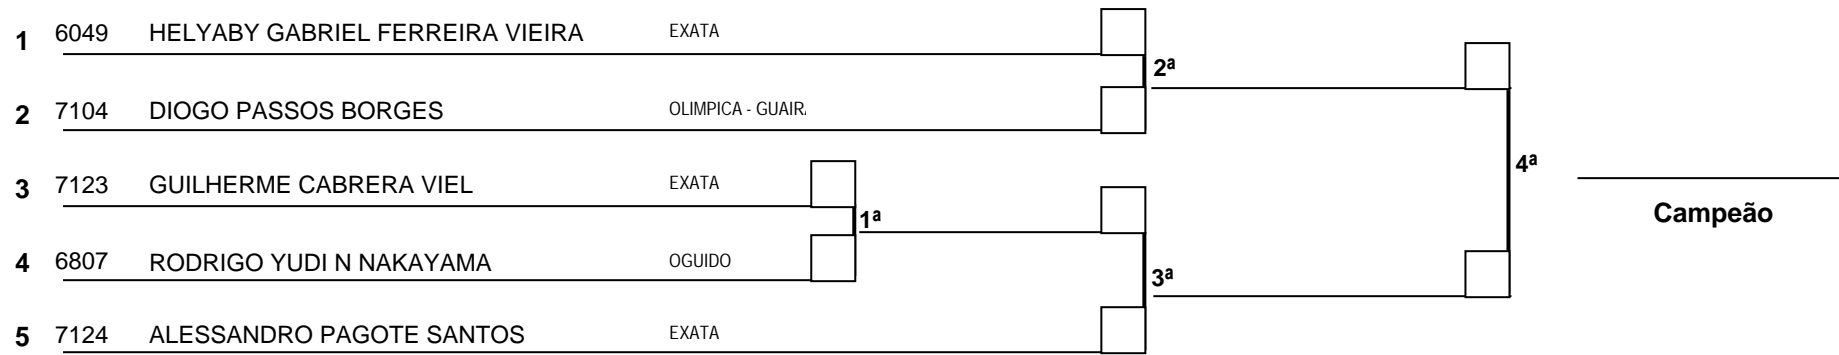 1 6049 HELYABY GABRIEL FERREIRA VIEIRA EXATA
2ª
2 7104 DIOGO PASSOS BORGES OLIMPICA - GUAIRA
4ª
3 7123 GUILHERME CABRERA VIEL EXATA
1ª
Campeão
4 6807 RODRIGO YUDI N NAKAYAMA OGUIDO
3ª
5 7124 ALESSANDRO PAGOTE SANTOS EXATA